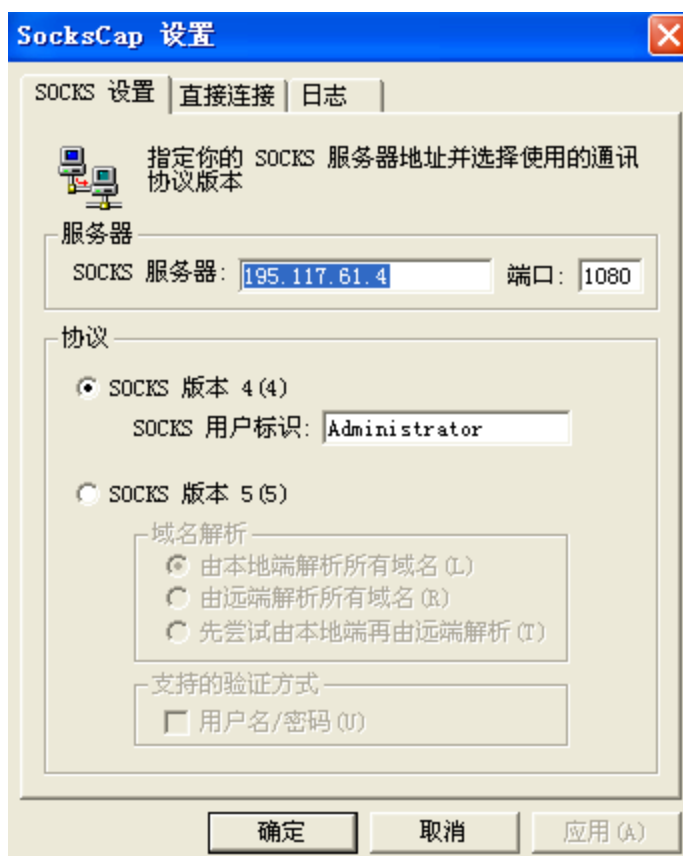 SocksCap 设置
SOCKS 设置 直接连接 日志
指定你的 SOCKS 服务器地址并选择使用的通讯
协议版本
服务器
SOCKS 服务器: 195.117.61.4 端口: 1080
协议
SOCKS 版本 4(4)
SOCKS 用户标识: Administrator
SOCKS 版本 5(5)
域名解析
由本地端解析所有域名(L)
由远端解析所有域名(R)
先尝试由本地端再由远端解析(T)
支持的验证方式
用户名/密码(U)
确定 取消 应用(A)